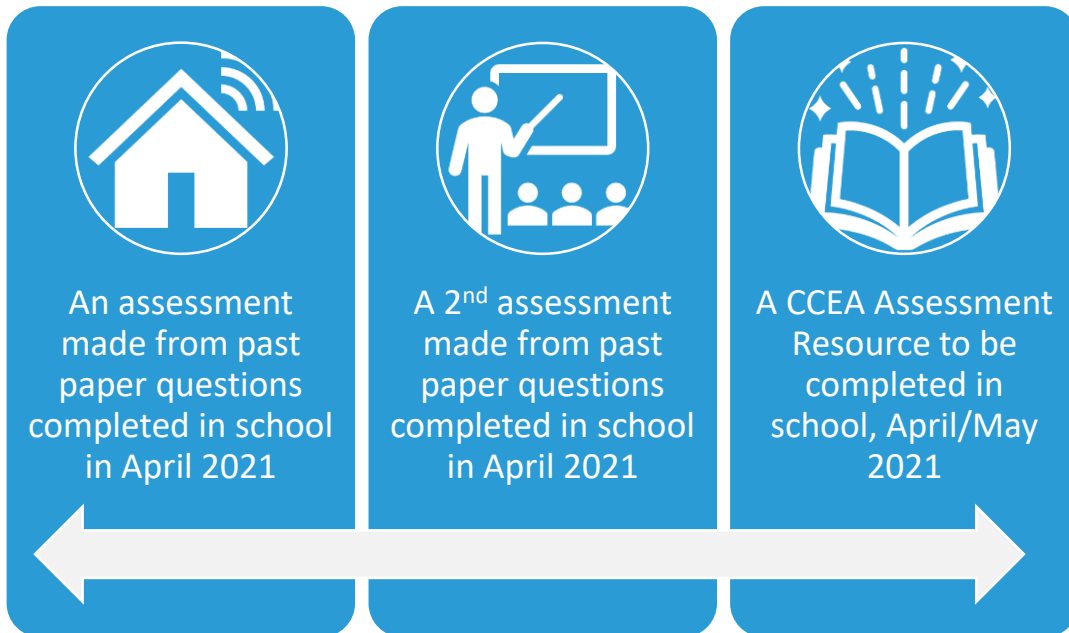 An assessment
made from past
paper questions
completed in school
in April 2021
A 2nd assessment
made from past
paper questions
completed in school
in April 2021
A CCEA Assessment
Resource to be
completed in
school, April/May
2021